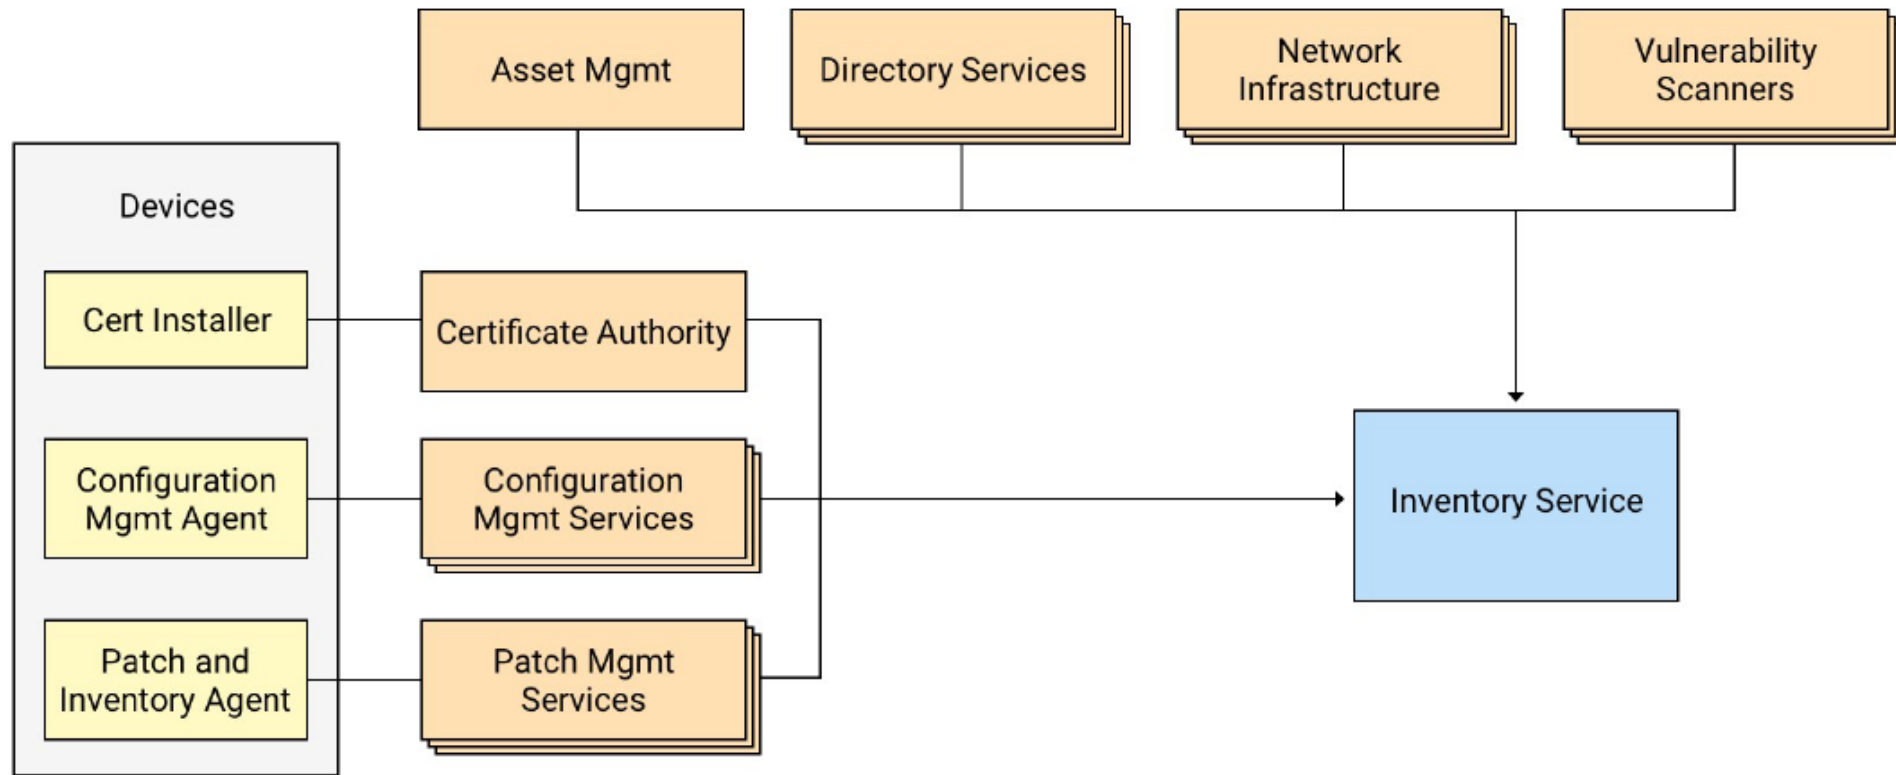 Asset Mgmt
Directory Services
Network
Infrastructure
Vulnerability
Scanners
Devices
Cert Installer
Certificate Authority
Configuration
Mgmt Agent
Configuration
Mgmt Services
Inventory Service
Patch and
Inventory Agent
Patch Mgmt
Services